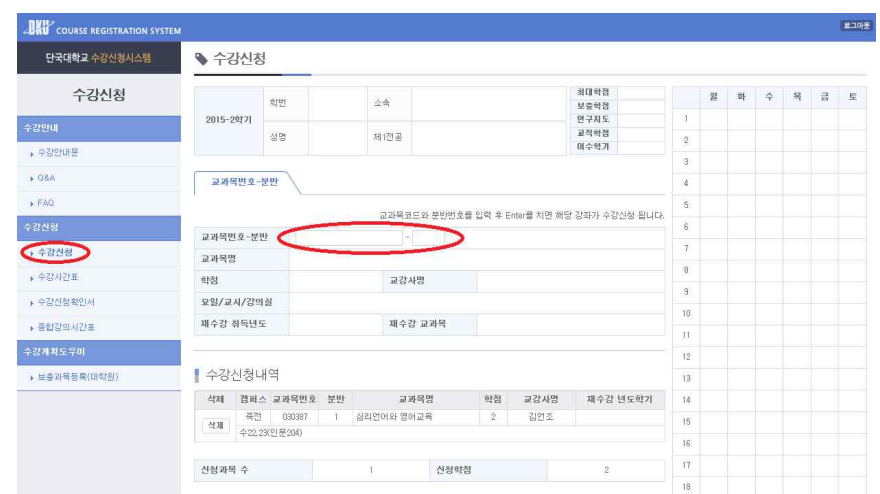 DKU COURSE REGISTRATION SYSTEM
로그아웃
단국대학교 수강신청시스템
수강신청
수강안내
수강안내문
Q&A
FAQ
수강신청
수강신청
수강시간표
수강신청확인서
종합강의시간표
수강계획도우미
보충과목등록(대학원)
수강신청
2015-2학기 학번 소속 최대학점
보충학점
연구지도
성명 제1전공 교직학점
이수학기
교과목번호-분반
교과목코드와 분반번호를 입력 후 Enter를 치면 해당 강좌가 수강신청 됩니다.
교과목번호-분반 -
교과목명
학점 교강사명
요일/교시/강의실
재수강 취득년도 재수강 교과목
수강신청내역
삭제 캠퍼스 교과목번호 분반 교과목명 학점 교강사명 재수강 년도학기
삭제 죽전 030387 1 심리언어와 영어교육 2 김언조
수22,23(인문204)
신청과목 수 1 신청학점 2
월 화 수 목 금 토
1
2
3
4
5
6
7
8
9
10
11
12
13
14
15
16
17
18